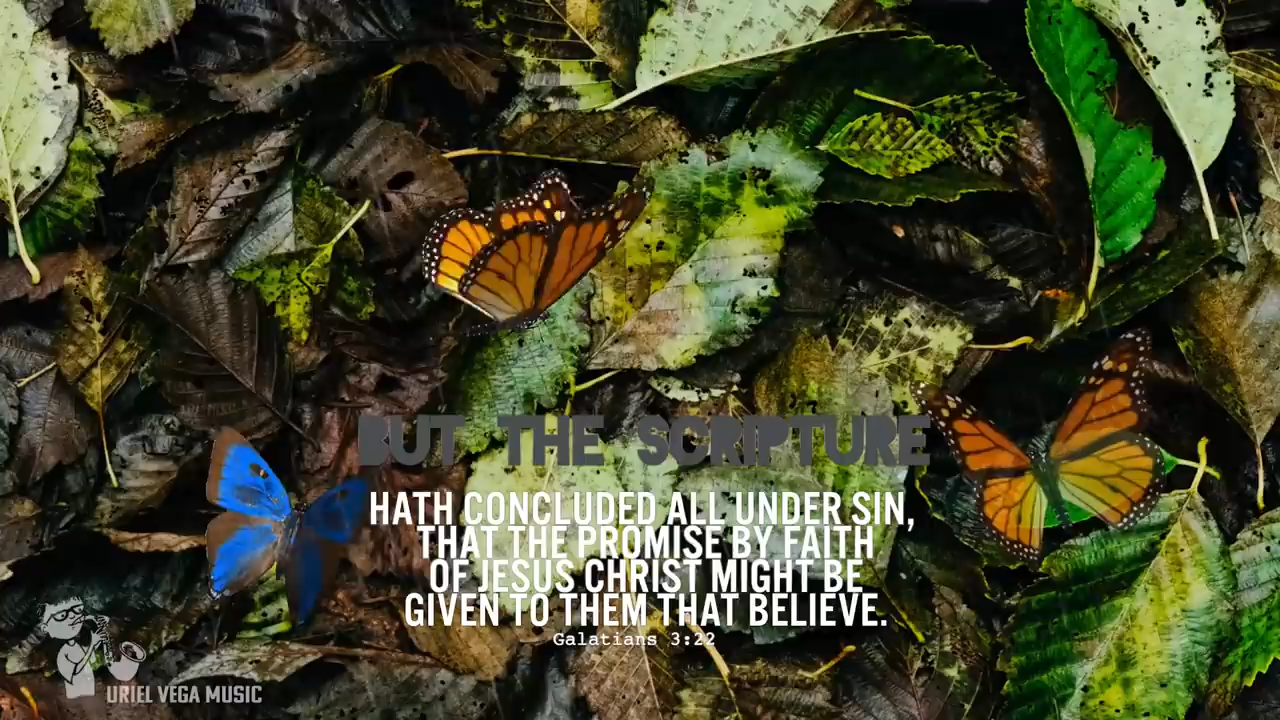 BUT THE SCRIPTURE
HATH CONCLUDED ALL UNDER SIN,
THAT THE PROMISE BY FAITH
OF JESUS CHRIST MIGHT BE
GIVEN TO THEM THAT BELIEVE.
Galatians 3:22
URIEL VEGA MUSIC